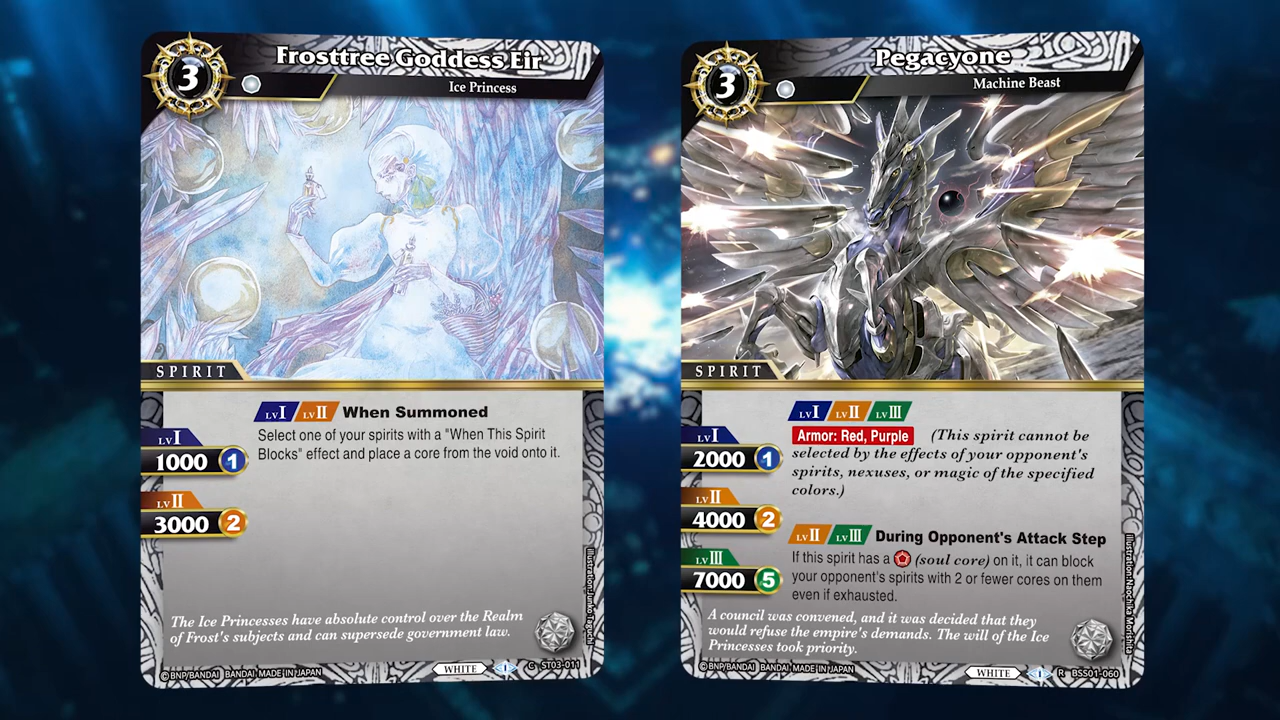 3
Frosttree Goddess Eir
Ice Princess
SPIRIT
LV I LV II When Summoned
Select one of your spirits with a "When This Spirit
Blocks" effect and place a core from the void onto it.
LV I
1000 1
LV II
3000 2
The Ice Princesses have absolute control over the Realm
of Frost's subjects and can supersede government law.
Illustration:Junko Taguchi
©BNP/BANDAI BANDAI MADE IN JAPAN
WHITE 1 C ST03-011
3
Pegacyone
Machine Beast
SPIRIT
LV I LV II LV III
Armor: Red, Purple (This spirit cannot be
selected by the effects of your opponent's
spirits, nexuses, or magic of the specified
colors.)
LV I
2000 1
LV II
4000 2
LV III
7000 5
LV II LV III During Opponent's Attack Step
If this spirit has a (soul core) on it, it can block
your opponent's spirits with 2 or fewer cores on them
even if exhausted.
A council was convened, and it was decided that they
would refuse the empire's demands. The will of the Ice
Princesses took priority.
Illustration:Naochika Morishita
©BNP/BANDAI BANDAI MADE IN JAPAN
WHITE 1 R BSS01-060